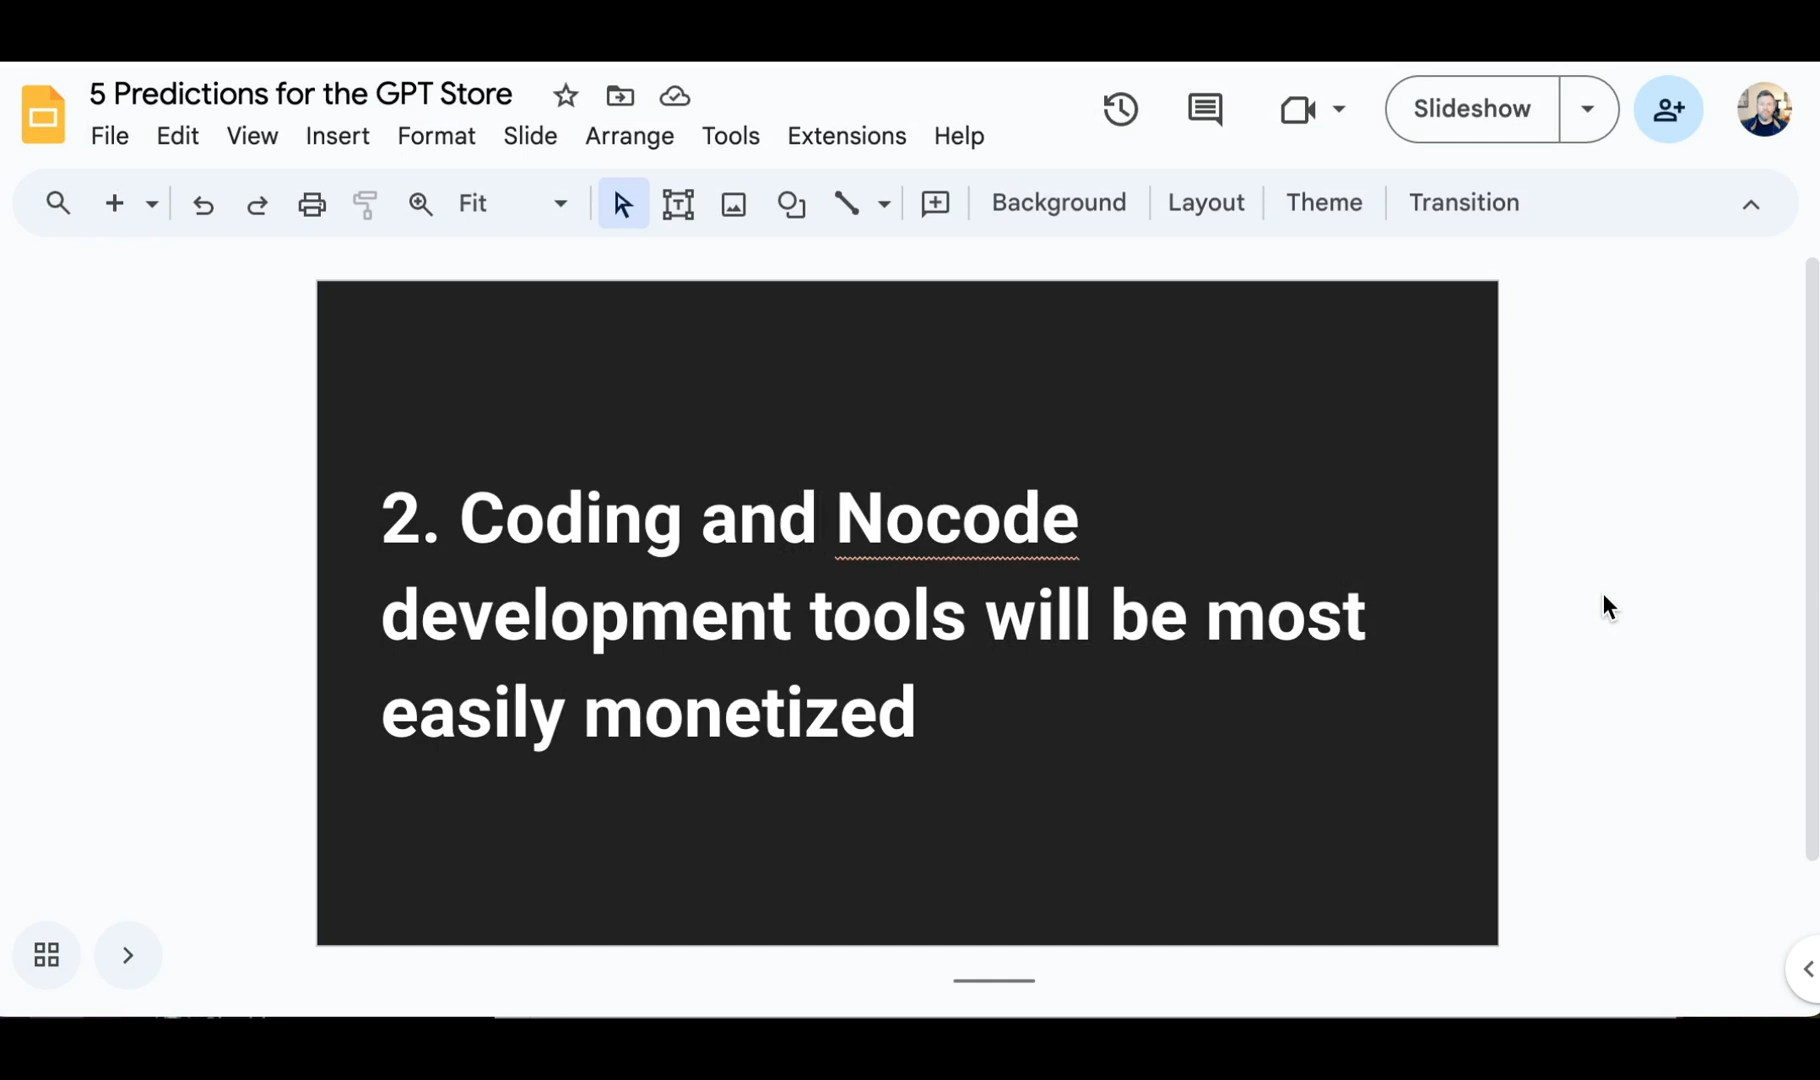 5 Predictions for the GPT Store
File Edit View Insert Format Slide Arrange Tools Extensions Help
Slideshow
Fit
Background Layout Theme Transition
2. Coding and Nocode
development tools will be most
easily monetized